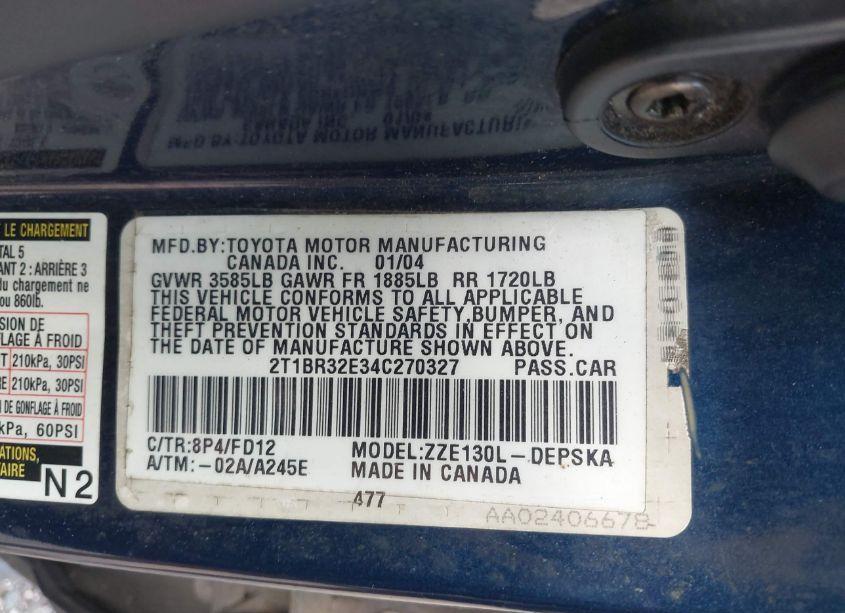 LE CHARGEMENT
TAL 5
ANT 2 : ARRIÈRE 3
du chargement ne
ou 860lb.
SION DE
FLAGE À FROID
T 210kPa, 30PSI
RE 210kPa, 30PSI
N DE GONFLAGE À FROID
kPa, 60PSI
ATIONS,
TAIRE
N2
MFD.BY:TOYOTA MOTOR MANUFACTURING
CANADA INC. 01/04
GVWR 3585LB GAWR FR 1885LB RR 1720LB
THIS VEHICLE CONFORMS TO ALL APPLICABLE
FEDERAL MOTOR VEHICLE SAFETY,BUMPER, AND
THEFT PREVENTION STANDARDS IN EFFECT ON
THE DATE OF MANUFACTURE SHOWN ABOVE.
2T1BR32E34C270327 PASS.CAR
C/TR:8P4/FD12 MODEL:ZZE130L-DEPSKA
A/TM:-02A/A245E MADE IN CANADA
477
AA02406678